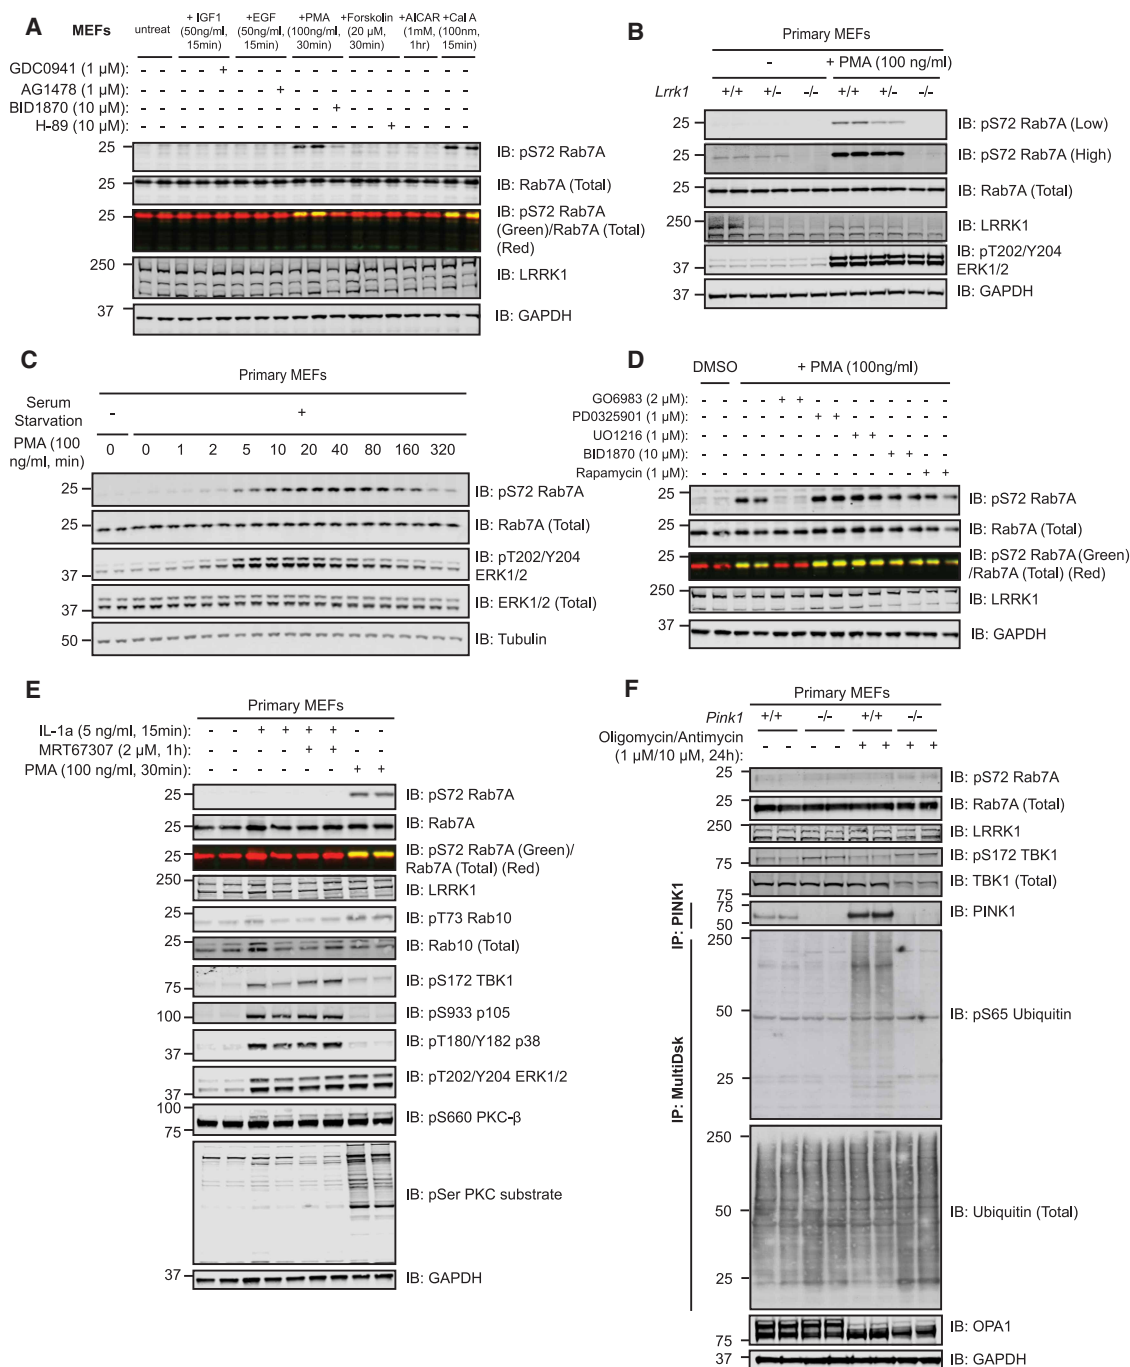 A
MEFs
untreat
+ IGF1 (50ng/ml, 15min)
+EGF (50ng/ml, 15min)
+PMA (100ng/ml, 30min)
+Forskolin (20 µM, 30min)
+AICAR (1mM, 1hr)
+Cal A (100nm, 15min)
GDC0941 (1 µM): - - - - + - - - - - - - - - - - -
AG1478 (1 µM): - - - - - - - + - - - - - - - - -
BID1870 (10 µM): - - - - - - - - - - + - - - - - -
H-89 (10 µM): - - - - - - - - - - - - - + - - -
25 IB: pS72 Rab7A
25 IB: Rab7A (Total)
25 IB: pS72 Rab7A (Green)/Rab7A (Total) (Red)
250 IB: LRRK1
37 IB: GAPDH
B
Primary MEFs
- + PMA (100 ng/ml)
Lrrk1 +/+ +/- -/- +/+ +/- -/-
25 IB: pS72 Rab7A (Low)
25 IB: pS72 Rab7A (High)
25 IB: Rab7A (Total)
250 IB: LRRK1
37 IB: pT202/Y204 ERK1/2
37 IB: GAPDH
C
Primary MEFs
Serum Starvation - +
PMA (100 ng/ml, min) 0 0 1 2 5 10 20 40 80 160 320
25 IB: pS72 Rab7A
25 IB: Rab7A (Total)
37 IB: pT202/Y204 ERK1/2
37 IB: ERK1/2 (Total)
50 IB: Tubulin
D
DMSO + PMA (100ng/ml)
GO6983 (2 µM): - - - - + + - - - - - - - -
PD0325901 (1 µM): - - - - - - + + - - - - - -
UO1216 (1 µM): - - - - - - - - + + - - - -
BID1870 (10 µM): - - - - - - - - - - + + - -
Rapamycin (1 µM): - - - - - - - - - - - - + +
25 IB: pS72 Rab7A
25 IB: Rab7A (Total)
25 IB: pS72 Rab7A (Green) /Rab7A (Total) (Red)
250 IB: LRRK1
37 IB: GAPDH
E
Primary MEFs
IL-1a (5 ng/ml, 15min): - - + + + + - -
MRT67307 (2 µM, 1h): - - - - + + - -
PMA (100 ng/ml, 30min): - - - - - - + +
25 IB: pS72 Rab7A
25 IB: Rab7A
25 IB: pS72 Rab7A (Green)/ Rab7A (Total) (Red)
250 IB: LRRK1
25 IB: pT73 Rab10
25 IB: Rab10 (Total)
75 IB: pS172 TBK1
100 IB: pS933 p105
37 IB: pT180/Y182 p38
37 IB: pT202/Y204 ERK1/2
100
75 IB: pS660 PKC-β
IB: pSer PKC substrate
37 IB: GAPDH
F
Primary MEFs
Pink1 +/+ -/- +/+ -/-
Oligomycin/Antimycin (1 µM/10 µM, 24h): - - - - + + + +
25 IB: pS72 Rab7A
25 IB: Rab7A (Total)
250 IB: LRRK1
75 IB: pS172 TBK1
75 IB: TBK1 (Total)
IP: PINK1
75
50 IB: PINK1
IP: MultiDsk
250
50 IB: pS65 Ubiquitin
25
250
50 IB: Ubiquitin (Total)
25
75 IB: OPA1
37 IB: GAPDH